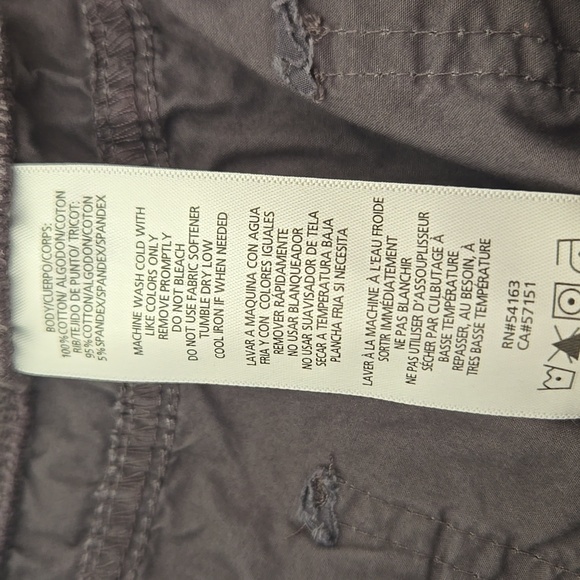 BODY/CUERPO/CORPS:
100%COTTON ALGODON/COTON
RIB/TEJIDO DE PUNTO/ TRICOT:
95%COTTON/ALGODON/COTON
5%SPANDEX/SPANDEX/SPANDEX
MACHINE WASH COLD WITH
LIKE COLORS ONLY
REMOVE PROMPTLY
DO NOT BLEACH
DO NOT USE FABRIC SOFTENER
TUMBLE DRY LOW
COOL IRON IF WHEN NEEDED
LAVAR A MAQUINA CON AGUA
FRIA Y CON COLORES IGUALES
REMOVER RAPIDAMENTE
NO USAR BLANQUEADOR
NO USAR SUAVISADOR DE TELA
SECAR A TEMPERATURA BAJA
PLANCHA FRIA SI NECESITA
LAVER À LA MACHINE A L'EAU FROIDE
SORTIR IMMÉDIATEMENT
NE PAS BLANCHIR
NE PAS UTILISER D'ASSOUPLISSEUR
SÉCHER PAR CULBUTAGE À
BASSE TEMPÉRATURE
REPASSER, AU BESOIN, À
TRES BASSE TEMPÉRATURE
RN#54163
CA#57151